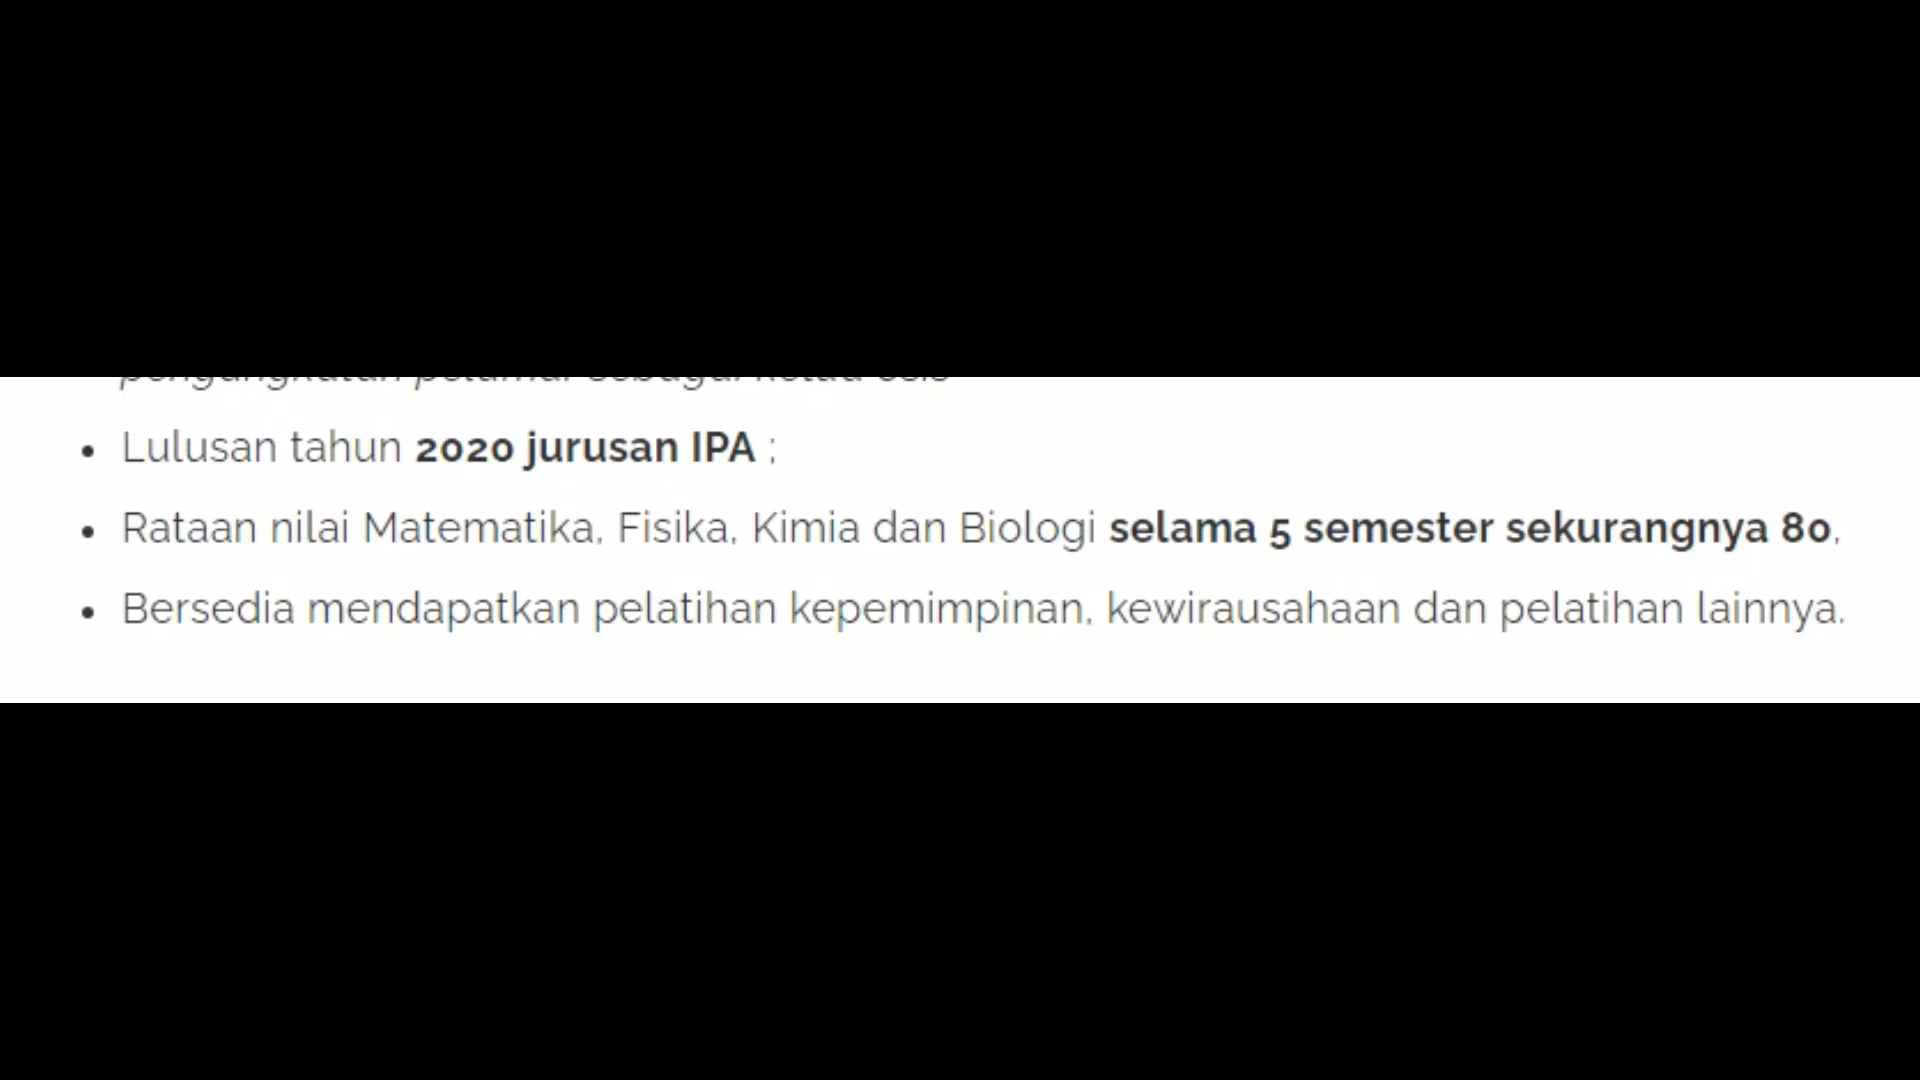 • Lulusan tahun 2020 jurusan IPA ;
• Rataan nilai Matematika, Fisika, Kimia dan Biologi selama 5 semester sekurangnya 80,
• Bersedia mendapatkan pelatihan kepemimpinan, kewirausahaan dan pelatihan lainnya.